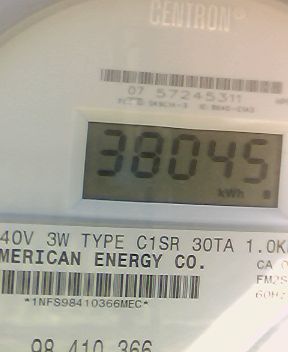 CENTRON®
07 57245311
38045
kWh
40V 3W TYPE C1SR 30TA 1.0K
MERICAN ENERGY CO. CA
FM2S
60HZ
*1NFS98410366MEC*
98 410 366